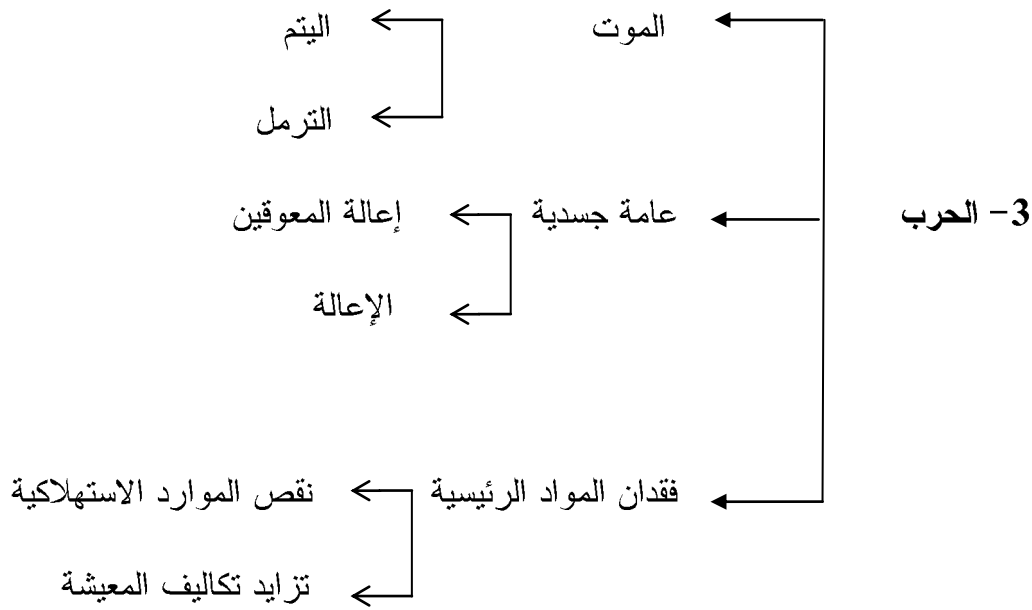 الموت
اليتم
الترمل
3- الحرب
عامة جسدية
إعالة المعوقين
الإعالة
فقدان المواد الرئيسية
نقص الموارد الاستهلاكية
تزايد تكاليف المعيشة